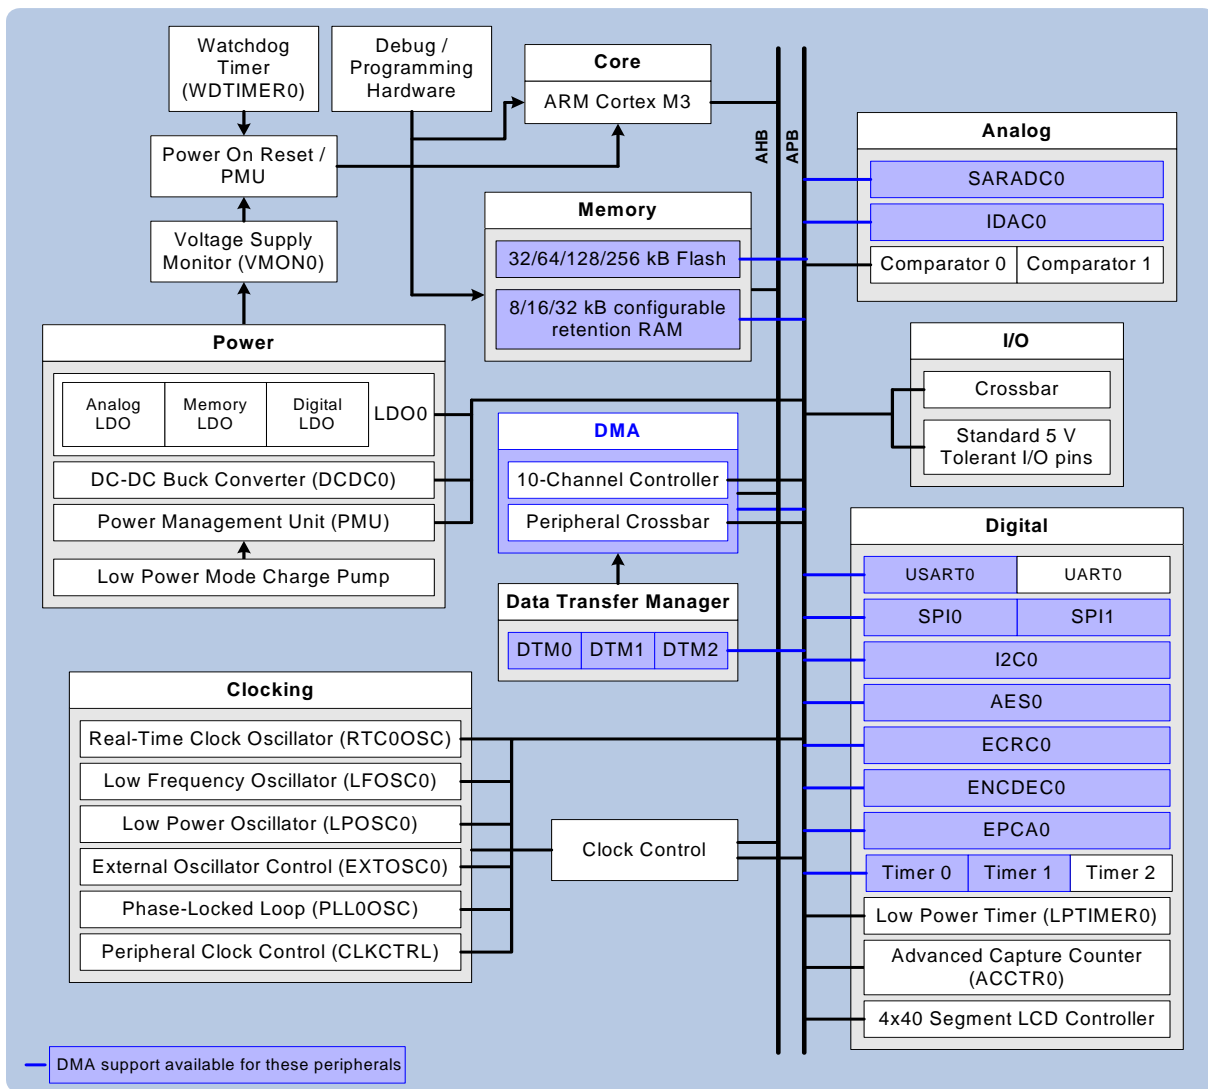 Watchdog
Timer
(WDTIMER0)
Debug /
Programming
Hardware
Core
ARM Cortex M3
Power On Reset /
PMU
Voltage Supply
Monitor (VMON0)
AHB
APB
Memory
32/64/128/256 kB Flash
8/16/32 kB configurable
retention RAM
Analog
SARADC0
IDAC0
Comparator 0
Comparator 1
Power
Analog
LDO
Memory
LDO
Digital
LDO
LDO0
DC-DC Buck Converter (DCDC0)
Power Management Unit (PMU)
Low Power Mode Charge Pump
I/O
Crossbar
Standard 5 V
Tolerant I/O pins
DMA
10-Channel Controller
Peripheral Crossbar
Data Transfer Manager
DTM0
DTM1
DTM2
Digital
USART0
UART0
SPI0
SPI1
I2C0
AES0
ECRC0
ENCDEC0
EPCA0
Timer 0
Timer 1
Timer 2
Low Power Timer (LPTIMER0)
Advanced Capture Counter
(ACCTR0)
4x40 Segment LCD Controller
Clocking
Real-Time Clock Oscillator (RTC0OSC)
Low Frequency Oscillator (LFOSC0)
Low Power Oscillator (LPOSC0)
External Oscillator Control (EXTOSC0)
Phase-Locked Loop (PLL0OSC)
Peripheral Clock Control (CLKCTRL)
Clock Control
DMA support available for these peripherals